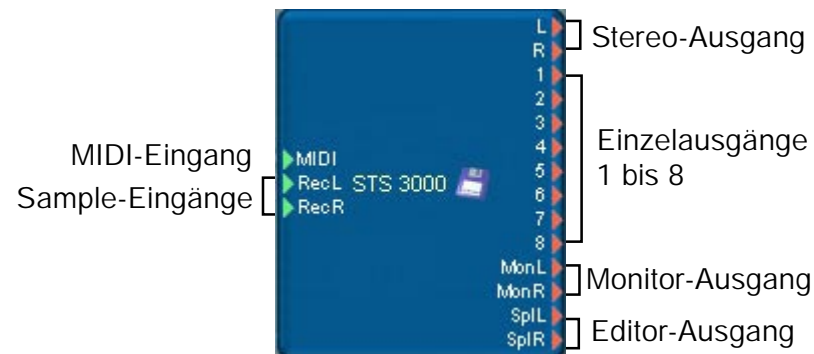 MIDI-Eingang
Sample-Eingänge
MIDI
RecL
STS 3000
RecR
L
R
1
2
3
4
5
6
7
8
MonL
MonR
SplL
SplR
Stereo-Ausgang
Einzelausgänge
1 bis 8
Monitor-Ausgang
Editor-Ausgang